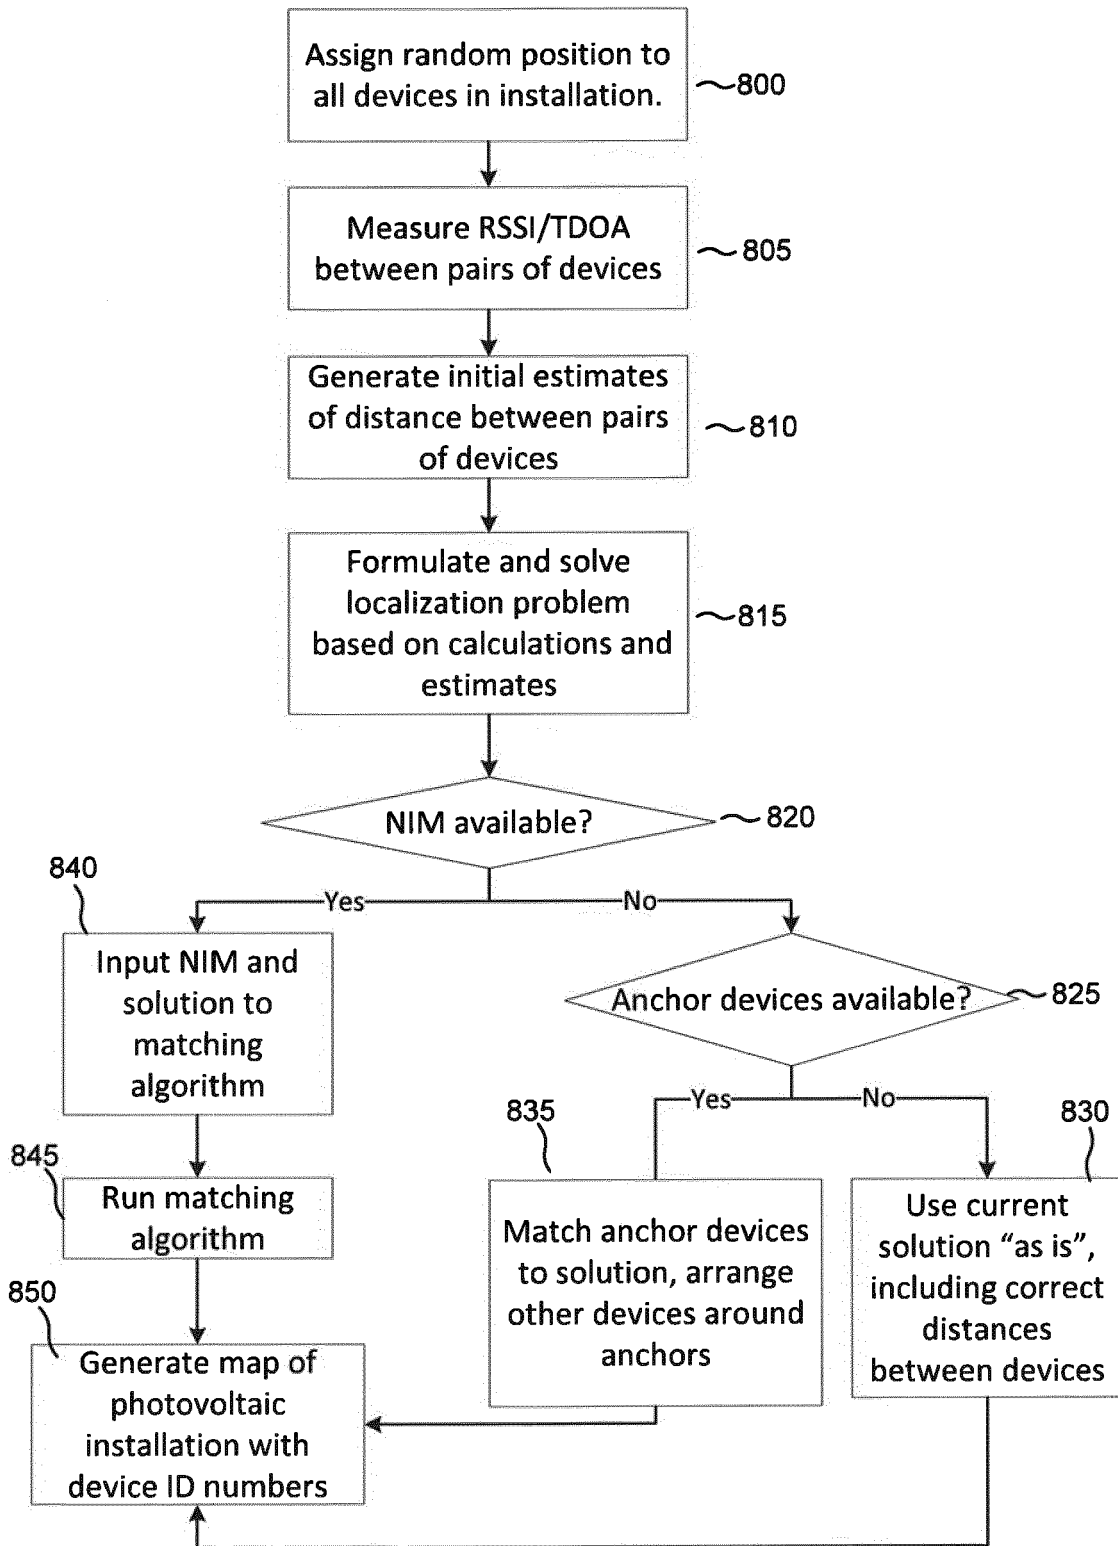 Assign random position to
all devices in installation.
800
Measure RSSI/TDOA
between pairs of devices
805
Generate initial estimates
of distance between pairs
of devices
810
Formulate and solve
localization problem
based on calculations and
estimates
815
NIM available?
820
Yes
No
840
Input NIM and
solution to
matching
algorithm
Anchor devices available?
825
Yes
No
845
Run matching
algorithm
835
Match anchor devices
to solution, arrange
other devices around
anchors
830
Use current
solution “as is”,
including correct
distances
between devices
850
Generate map of
photovoltaic
installation with
device ID numbers